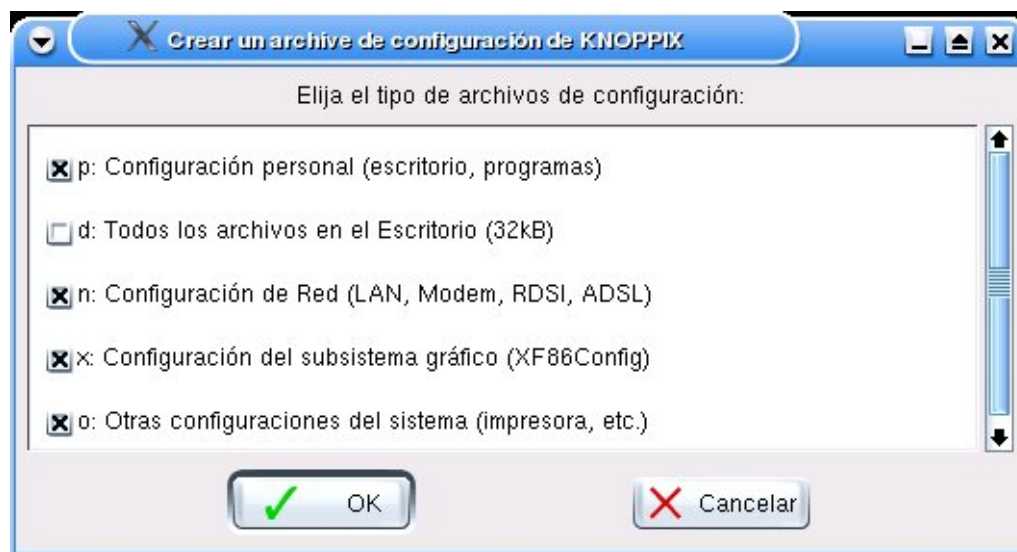 Crear un archive de configuración de KNOPPIX
Elija el tipo de archivos de configuración:
p: Configuración personal (escritorio, programas)
d: Todos los archivos en el Escritorio (32kB)
n: Configuración de Red (LAN, Modem, RDSI, ADSL)
x: Configuración del subsistema gráfico (XF86Config)
o: Otras configuraciones del sistema (impresora, etc.)
OK Cancelar